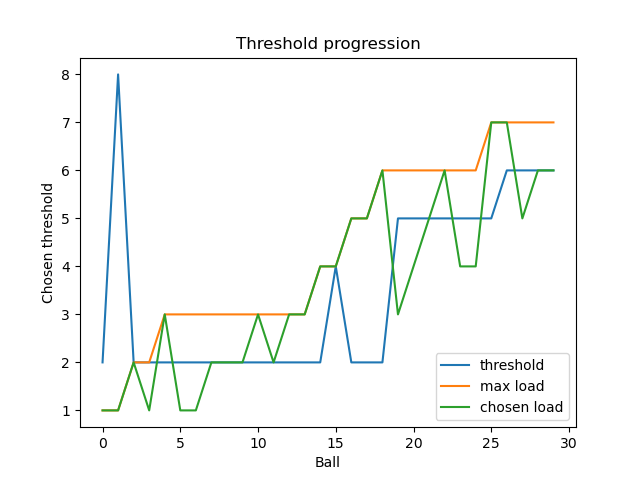 Threshold progression
Chosen threshold
8
7
6
5
4
3
2
1
0
5
10
15
20
25
30
Ball
threshold
max load
chosen load